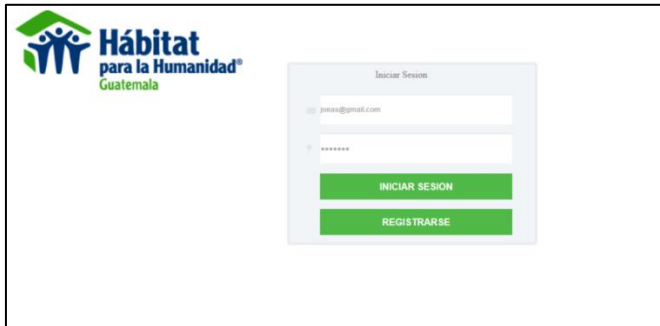 Hábitat
para la Humanidad®
Guatemala
Iniciar Sesion
jonas@gmail.com
*******
INICIAR SESION
REGISTRARSE